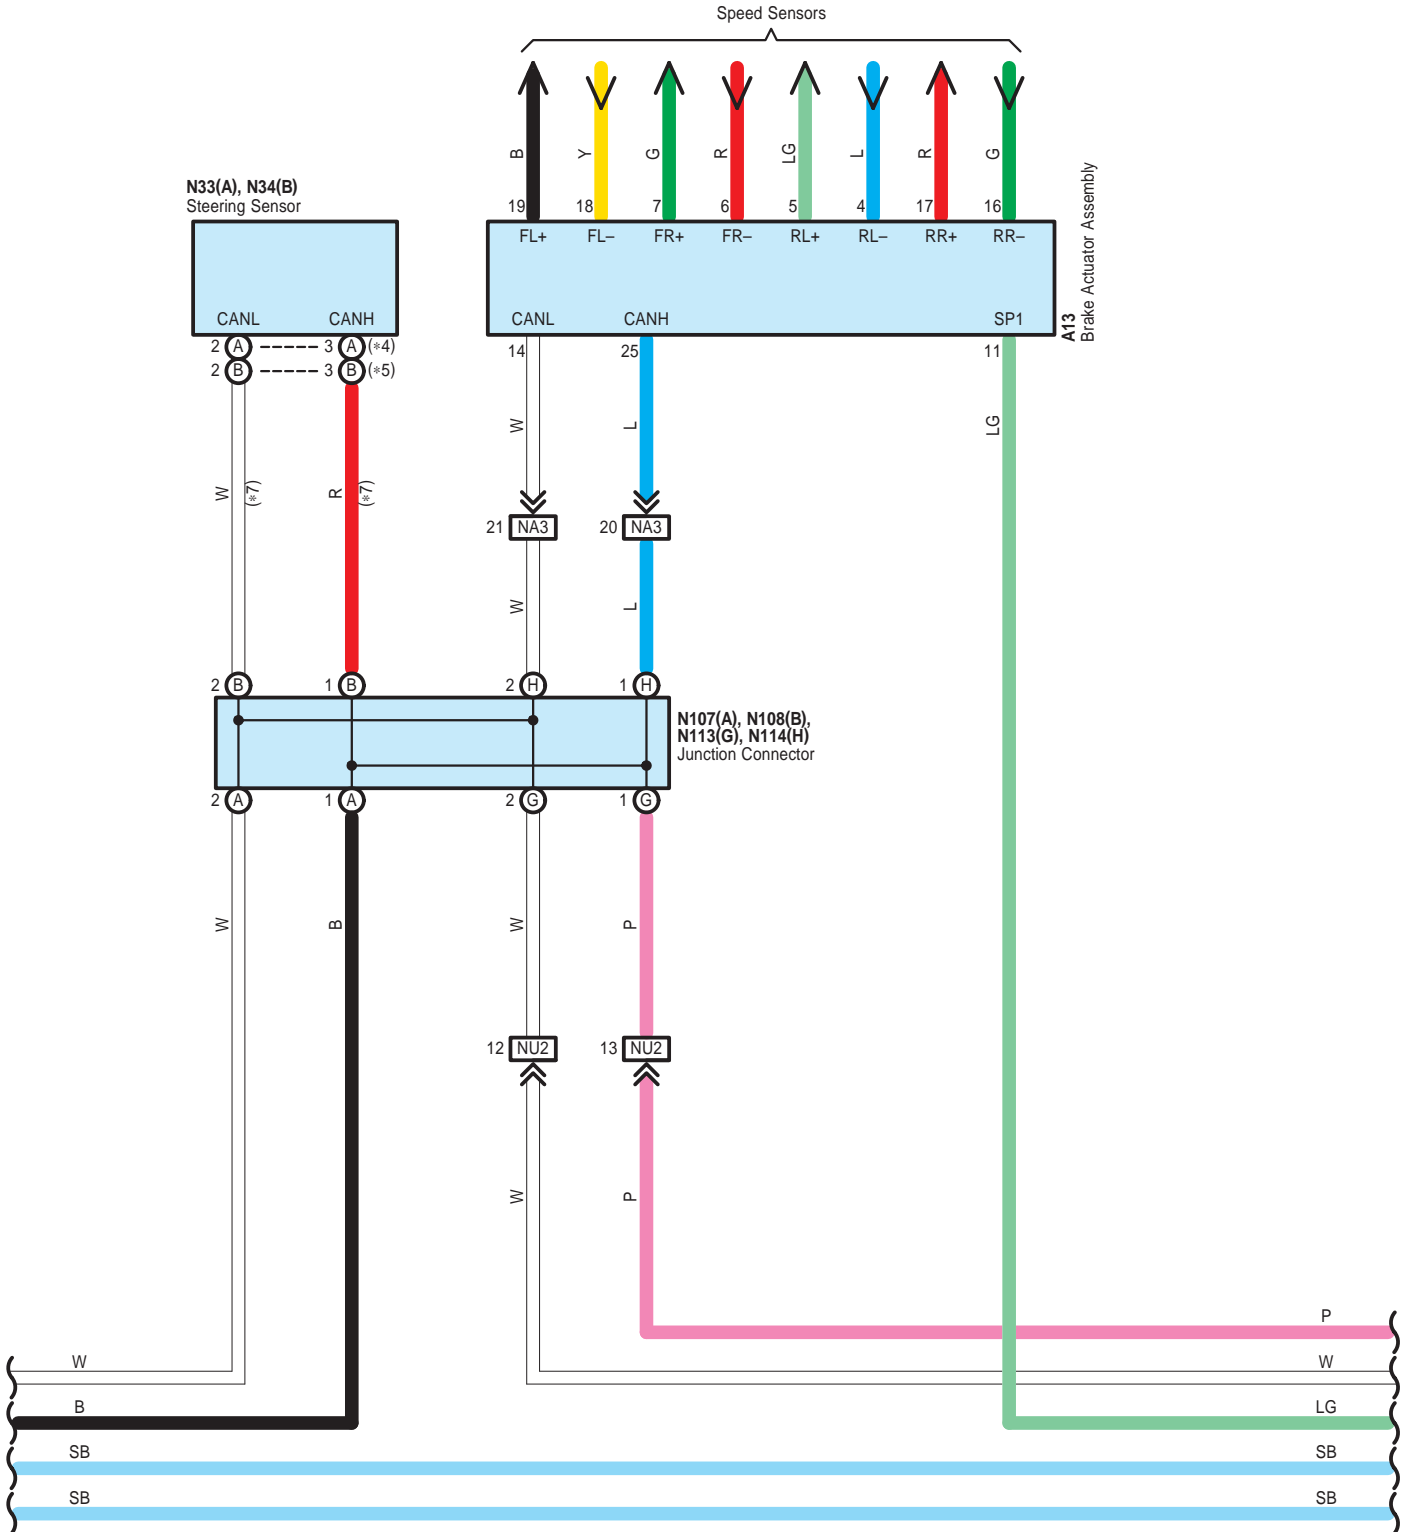 Speed Sensors
B Y G R LG L R G
19 18 7 6 5 4 17 16
FL+ FL– FR+ FR– RL+ RL– RR+ RR–
N33(A), N34(B)
Steering Sensor
A13
Brake Actuator Assembly
CANL CANH
CANL CANH SP1
2 A 3 A (*4)
2 B 3 B (*5)
14 25 11
W L LG
W (*7) R (*7)
21 NA3 20 NA3
W L
2 B 1 B 2 H 1 H
N107(A), N108(B),
N113(G), N114(H)
Junction Connector
2 A 1 A 2 G 1 G
W B W P
12 NU2 13 NU2
W P
P
W W
B LG
SB SB
SB SB